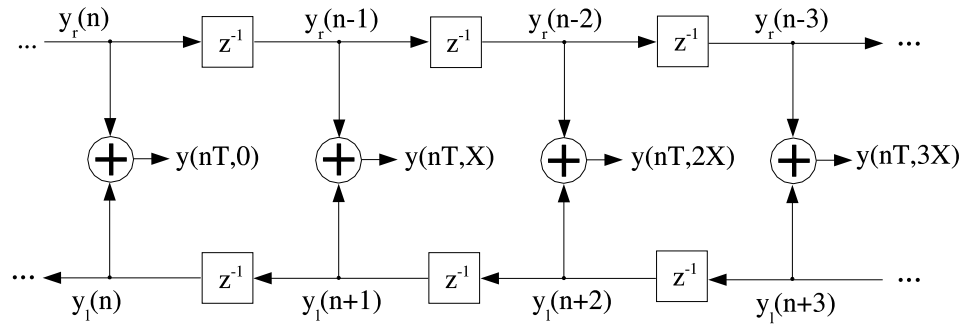 y_r(n) y_r(n-1) y_r(n-2) y_r(n-3)
... z⁻¹ z⁻¹ z⁻¹ ...
+ y(nT,0) + y(nT,X) + y(nT,2X) + y(nT,3X)
... z⁻¹ z⁻¹ z⁻¹ ...
y_l(n) y_l(n+1) y_l(n+2) y_l(n+3)